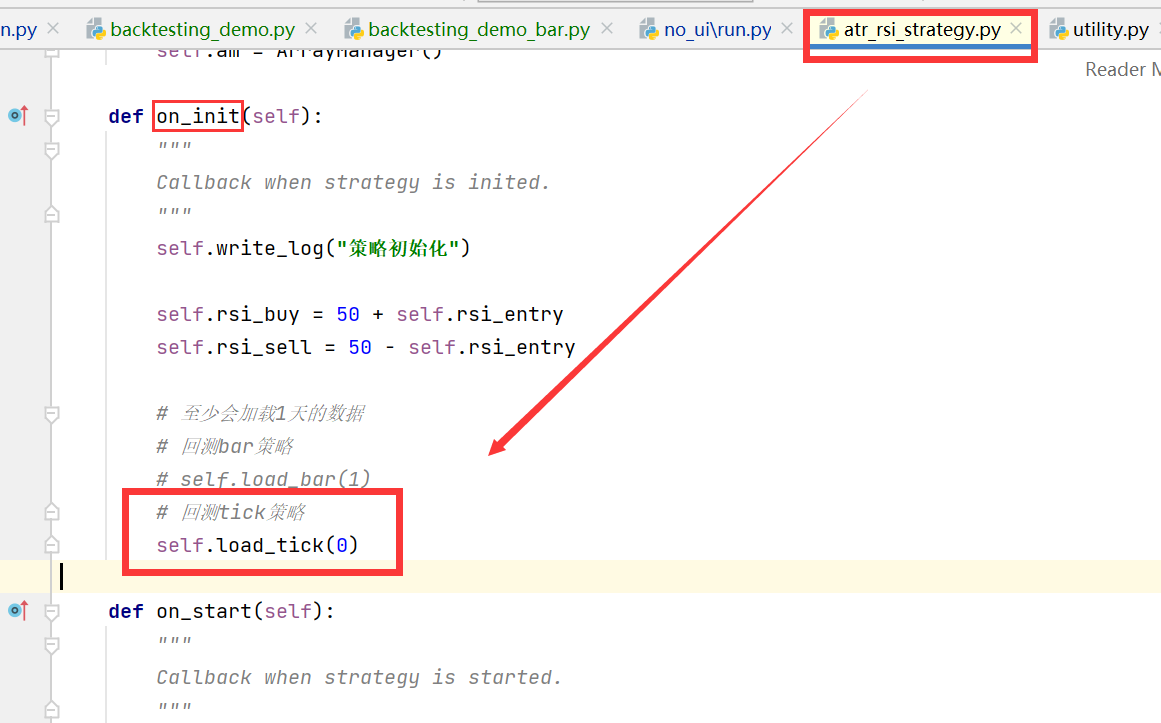 n.py backtesting_demo.py backtesting_demo_bar.py no_ui\run.py atr_rsi_strategy.py utility.py
Reader M
self.am = ArrayManager()
def on_init(self):
"""
Callback when strategy is inited.
"""
self.write_log("策略初始化")
self.rsi_buy = 50 + self.rsi_entry
self.rsi_sell = 50 - self.rsi_entry
# 至少会加载1天的数据
# 回测bar策略
# self.load_bar(1)
# 回测tick策略
self.load_tick(0)
def on_start(self):
"""
Callback when strategy is started.
"""